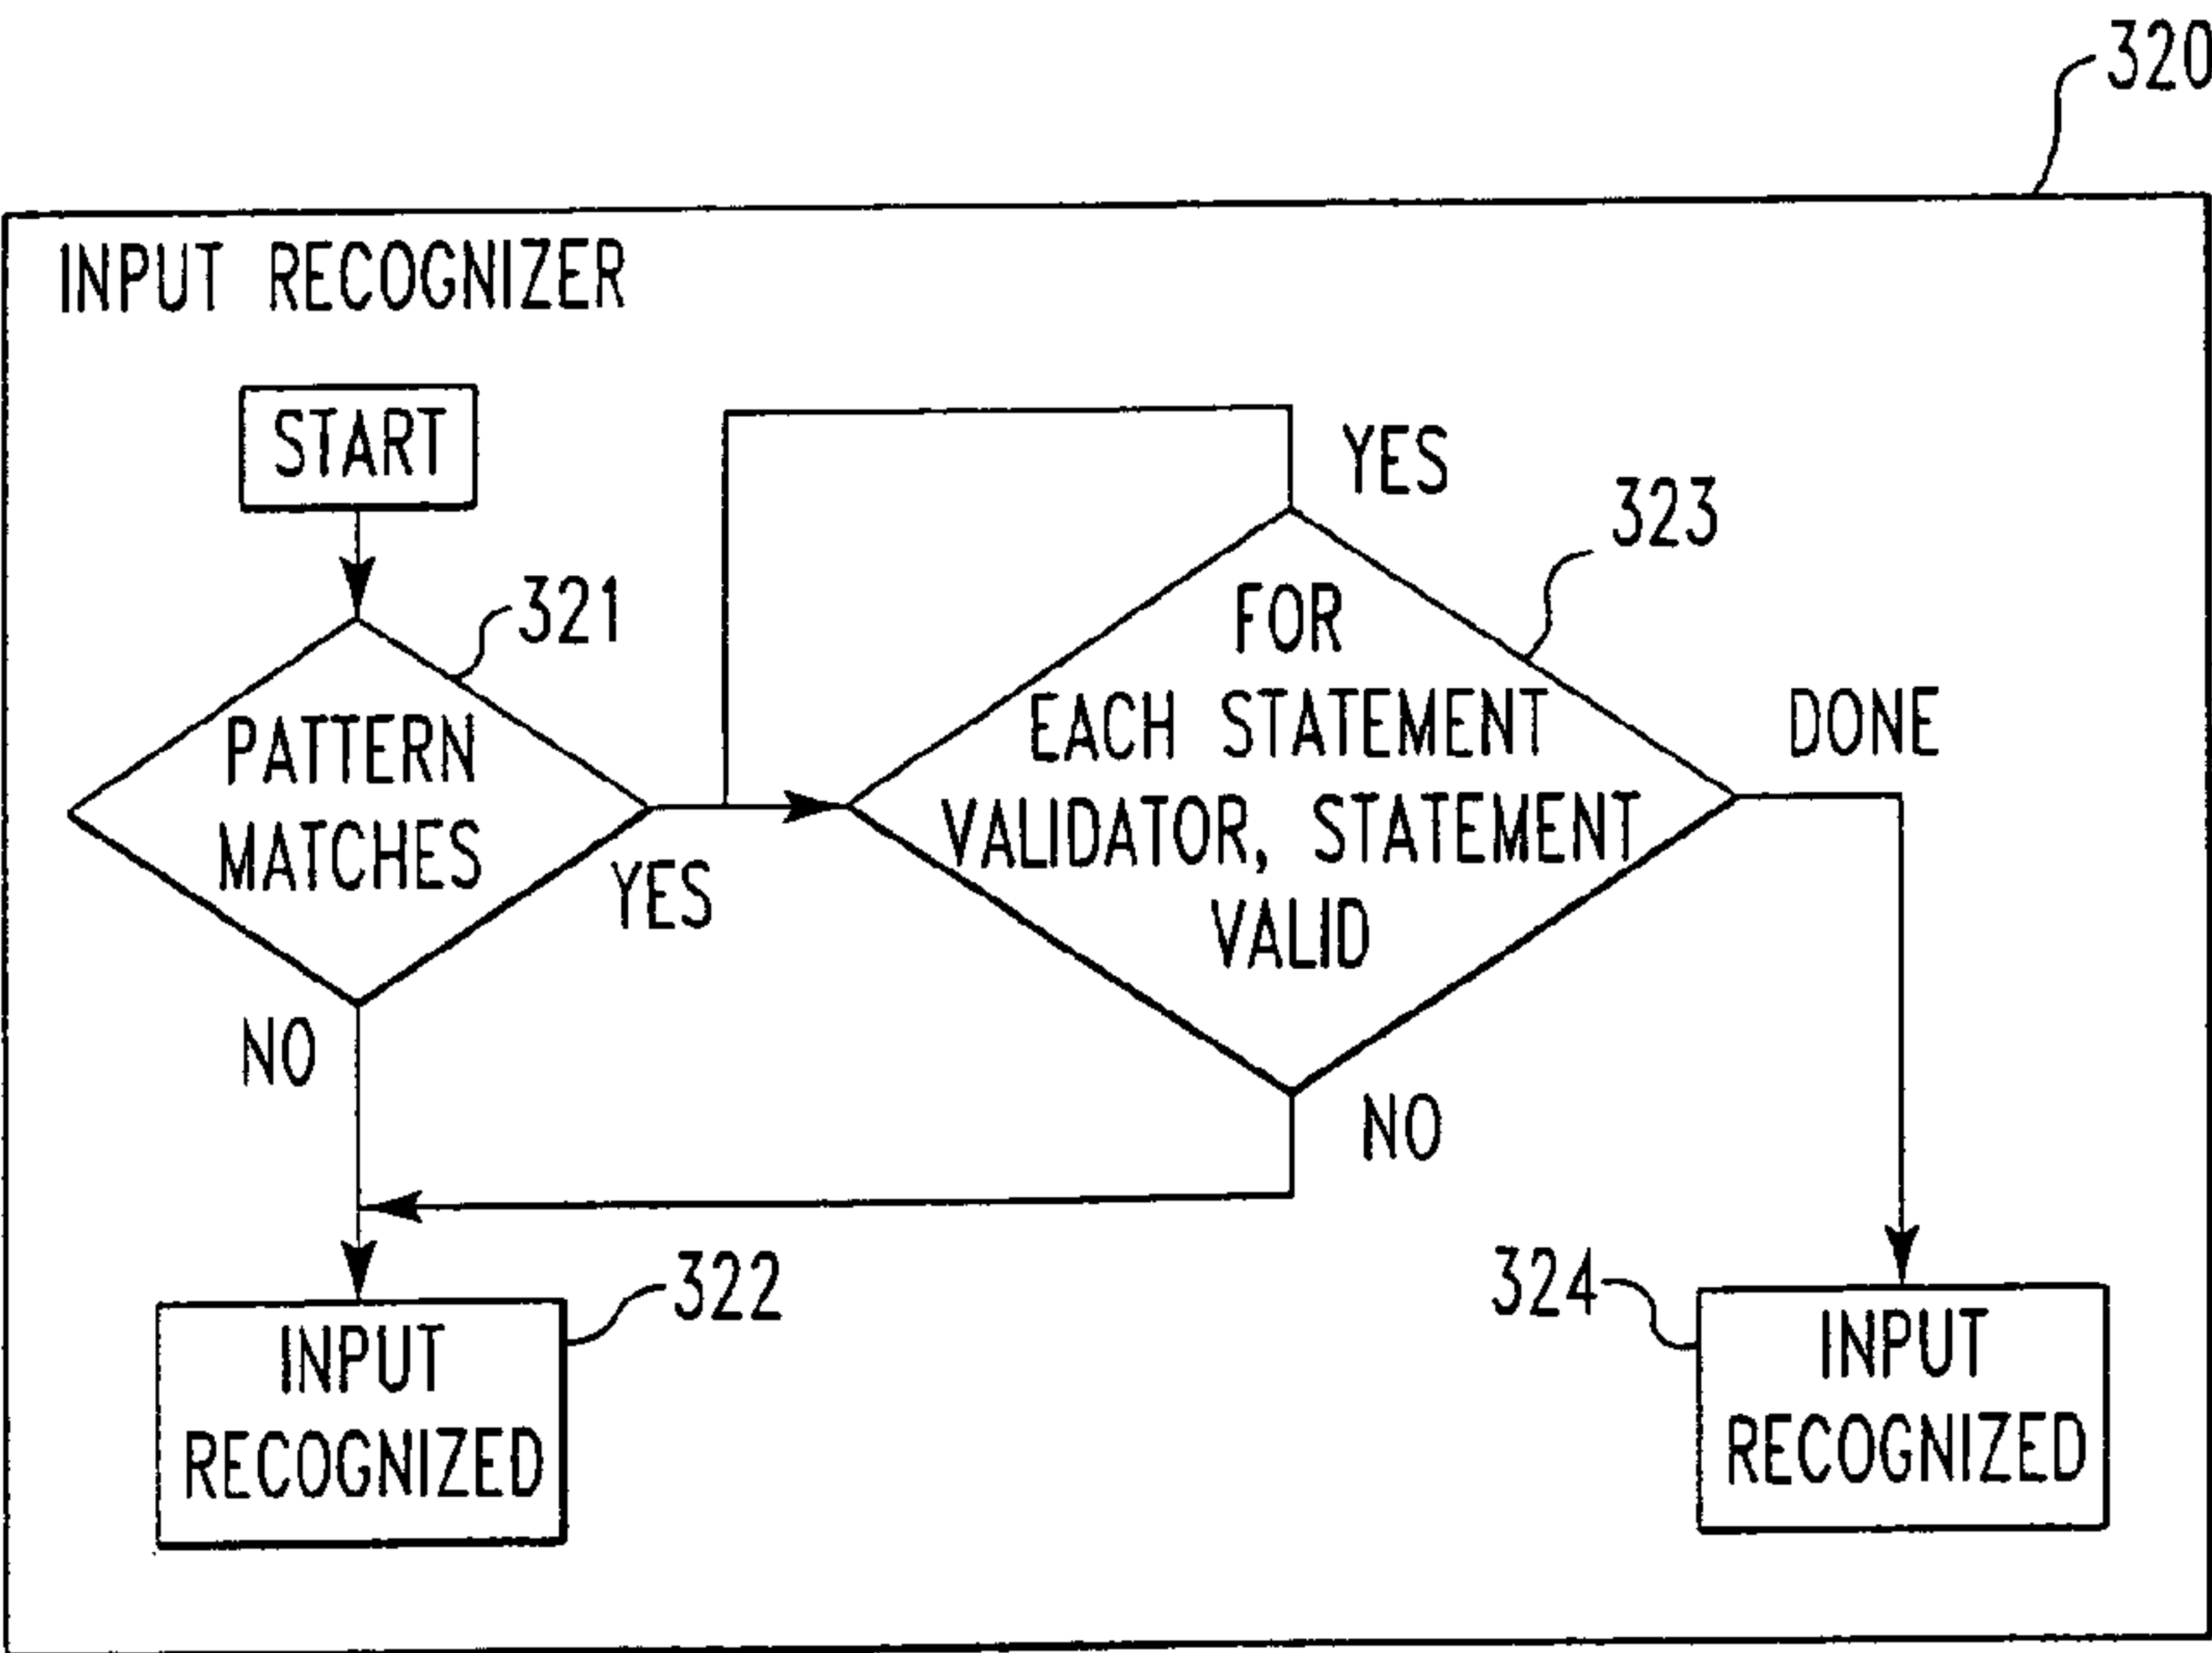 320
INPUT RECOGNIZER
START
YES
323
321
FOR
EACH STATEMENT
VALIDATOR, STATEMENT
VALID
DONE
PATTERN
MATCHES
YES
NO
NO
322
324
INPUT
RECOGNIZED
INPUT
RECOGNIZED